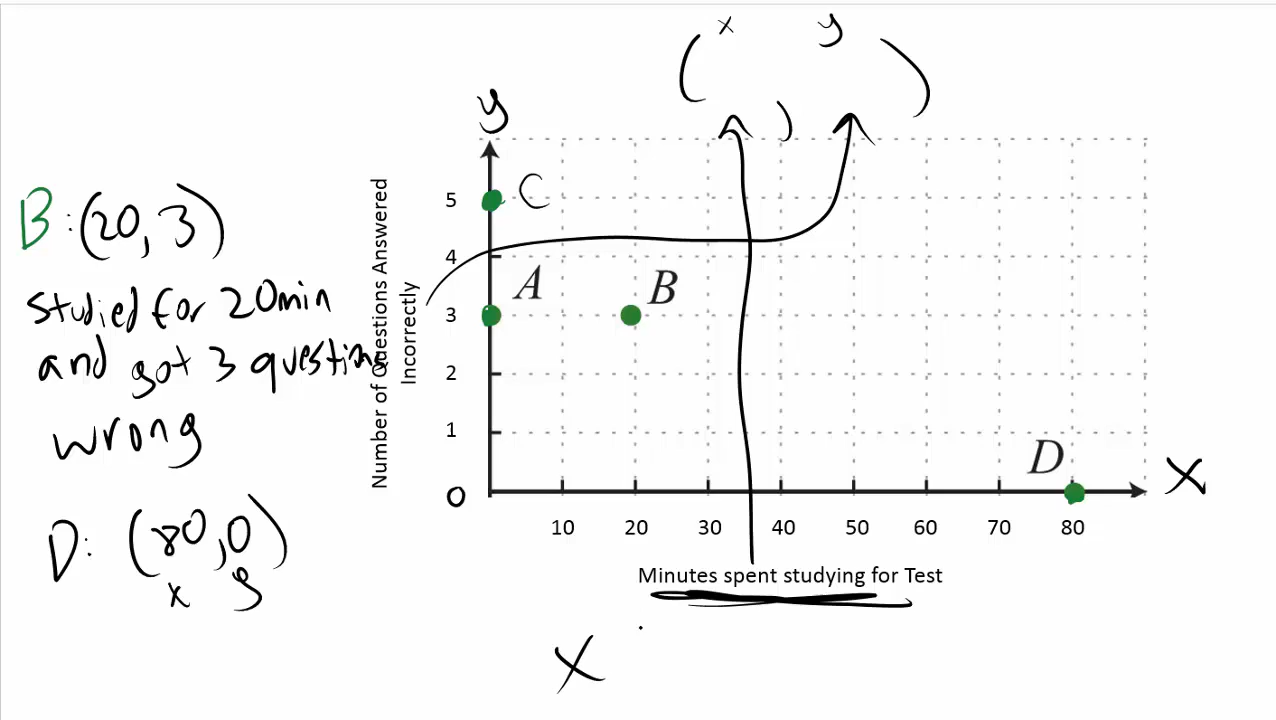 x y
( , )
y
5 C
B:(20,3)
4
A B
Studied for 20min
3
and got 3 questions
2
wrong
1
Number of Questions Answered
Incorrectly
D
X
0
10 20 30 40 50 60 70 80
D: (80,0)
x y
Minutes spent studying for Test
X